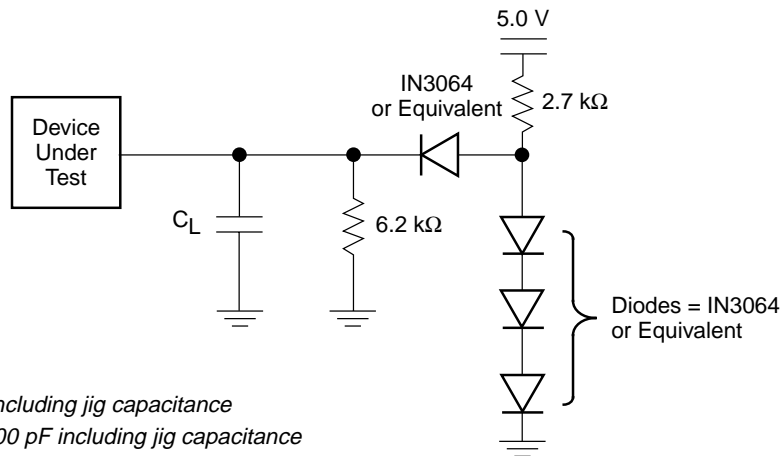 5.0 V
IN3064
or Equivalent
2.7 kΩ
Device
Under
Test
CL
6.2 kΩ
Diodes = IN3064
or Equivalent
including jig capacitance
00 pF including jig capacitance